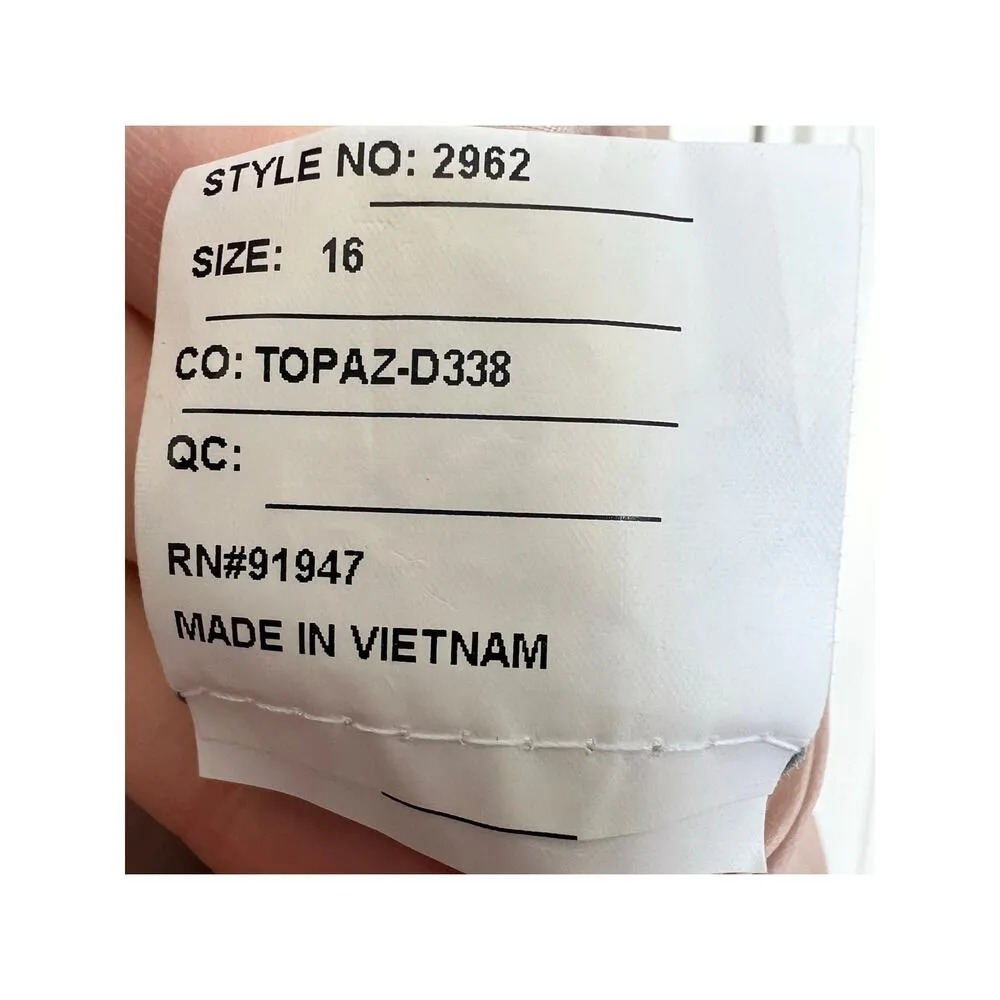 STYLE NO: 2962
SIZE: 16
CO: TOPAZ-D338
QC:
RN#91947
MADE IN VIETNAM